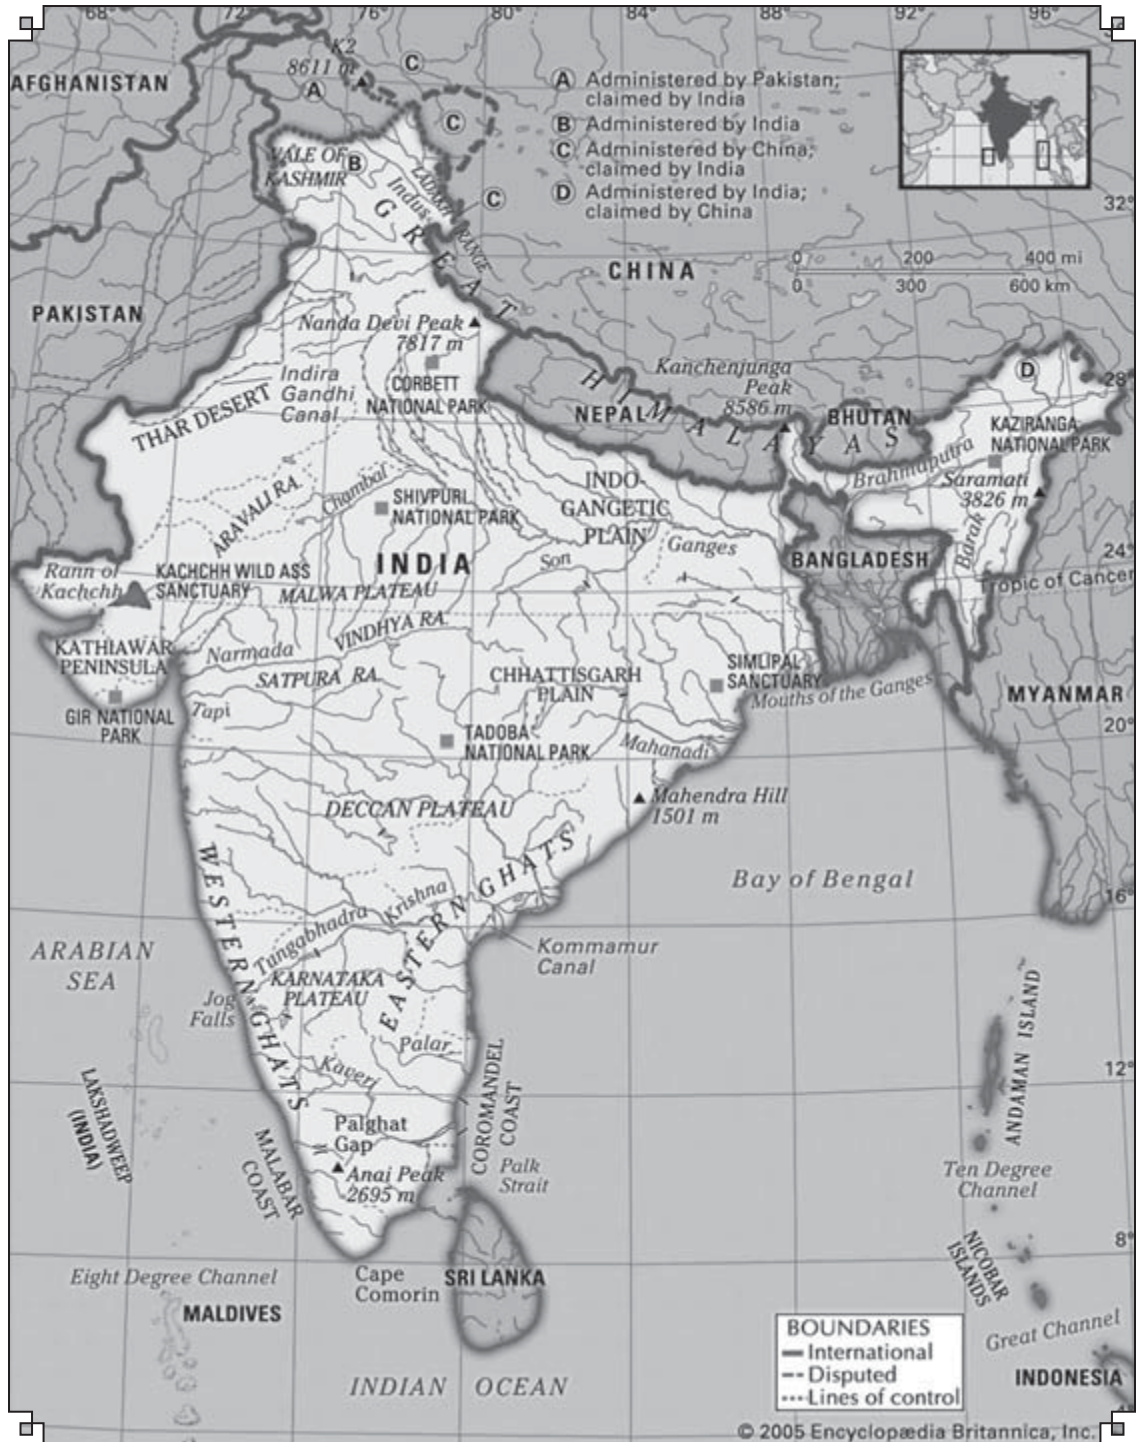 68°
72°
76°
80°
84°
88°
92°
96°
AFGHANISTAN
K2
8611 m
A
C
C
C
B
VALE OF
KASHMIR
A Administered by Pakistan;
claimed by India
B Administered by India
C Administered by China;
claimed by India
D Administered by India;
claimed by China
32°
LADAKH RANGE
Indus
GREAT HIMALAYAS
CHINA
0 200 400 mi
0 300 600 km
PAKISTAN
Nanda Devi Peak
7817 m
CORBETT
NATIONAL PARK
Indira
Gandhi
Canal
THAR DESERT
Kanchenjunga
Peak
8586 m
NEPAL
BHUTAN
D
28°
KAZIRANGA
NATIONAL PARK
Brahmaputra
Saramati
3826 m
ARAVALI RA.
Chambal
SHIVPURI
NATIONAL PARK
INDO-
GANGETIC
PLAIN
INDIA
Son
Ganges
BANGLADESH
Barak
24°
Tropic of Cancer
Rann of
Kachchh
KACHCHH WILD ASS
SANCTUARY
MALWA PLATEAU
VINDHYA RA.
KATHIAWAR
PENINSULA
Narmada
SATPURA RA.
CHHATTISGARH
PLAIN
SIMLIPAL
SANCTUARY
Mouths of the Ganges
MYANMAR
GIR NATIONAL
PARK
Tapi
TADOBA
NATIONAL PARK
Mahanadi
20°
DECCAN PLATEAU
Mahendra Hill
1501 m
WESTERN GHATS
EASTERN GHATS
Bay of Bengal
16°
Krishna
Tungabhadra
Kommamur
Canal
ARABIAN
SEA
KARNATAKA
PLATEAU
Jog
Falls
Palar
Kaveri
COROMANDEL
COAST
ANDAMAN ISLAND
12°
LAKSHADWEEP
(INDIA)
Palghat
Gap
MALABAR
COAST
Anai Peak
2695 m
Palk
Strait
Ten Degree
Channel
8°
NICOBAR
ISLANDS
Eight Degree Channel
Cape
Comorin
SRI LANKA
MALDIVES
Great Channel
INDONESIA
INDIAN OCEAN
BOUNDARIES
International
Disputed
Lines of control
4°
© 2005 Encyclopædia Britannica, Inc.